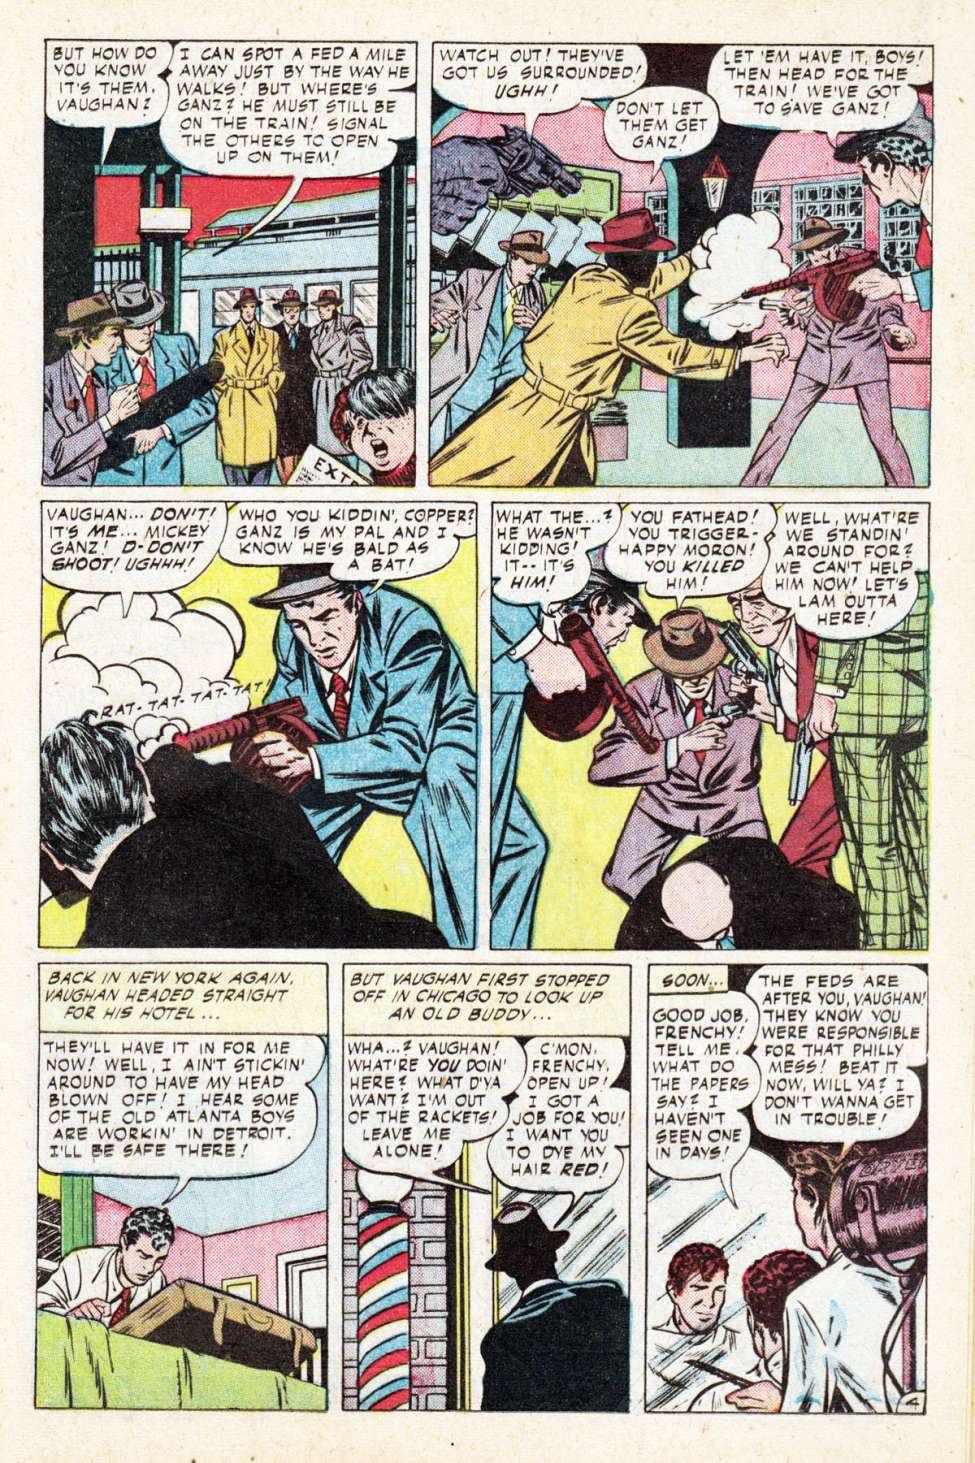 BUT HOW DO
YOU KNOW
IT'S THEM,
VAUGHAN?
I CAN SPOT A FED A MILE
AWAY JUST BY THE WAY HE
WALKS! BUT WHERE'S
GANZ? HE MUST STILL BE
ON THE TRAIN! SIGNAL
THE OTHERS TO OPEN
UP ON THEM!
EXT
WATCH OUT! THEY'VE
GOT US SURROUNDED!
UGHH!
DON'T LET
THEM GET
GANZ!
LET 'EM HAVE IT, BOYS!
THEN HEAD FOR THE
TRAIN! WE'VE GOT
TO SAVE GANZ!
VAUGHAN... DON'T!
IT'S ME... MICKEY
GANZ! D-DON'T
SHOOT! UGHHH!
WHO YOU KIDDIN', COPPER?
GANZ IS MY PAL AND I
KNOW HE'S BALD AS
A BAT!
RAT-TAT-TAT-TAT!
WHAT THE...?
HE WASN'T
KIDDING!
IT-- IT'S
HIM!
YOU FATHEAD!
YOU TRIGGER-
HAPPY MORON!
YOU KILLED
HIM!
WELL, WHAT'RE
WE STANDIN'
AROUND FOR?
WE CAN'T HELP
HIM NOW! LET'S
LAM OUTTA
HERE!
BACK IN NEW YORK AGAIN,
VAUGHAN HEADED STRAIGHT
FOR HIS HOTEL...
THEY'LL HAVE IT IN FOR ME
NOW! WELL, I AIN'T STICKIN'
AROUND TO HAVE MY HEAD
BLOWN OFF! I HEAR SOME
OF THE OLD ATLANTA BOYS
ARE WORKIN' IN DETROIT.
I'LL BE SAFE THERE!
BUT VAUGHAN FIRST STOPPED
OFF IN CHICAGO TO LOOK UP
AN OLD BUDDY...
WHA...? VAUGHAN!
WHAT'RE YOU DOIN'
HERE? WHAT D'YA
WANT? I'M OUT
OF THE RACKETS!
LEAVE ME
ALONE!
C'MON,
FRENCHY,
OPEN UP!
I GOT A
JOB FOR YOU!
I WANT YOU
TO DYE MY
HAIR RED!
SOON...
GOOD JOB,
FRENCHY!
TELL ME,
WHAT DO
THE PAPERS
SAY? I
HAVEN'T
SEEN ONE
IN DAYS!
THE FEDS ARE
AFTER YOU, VAUGHAN!
THEY KNOW YOU
WERE RESPONSIBLE
FOR THAT PHILLY
MESS! BEAT IT
NOW, WILL YA? I
DON'T WANNA GET
IN TROUBLE!
4